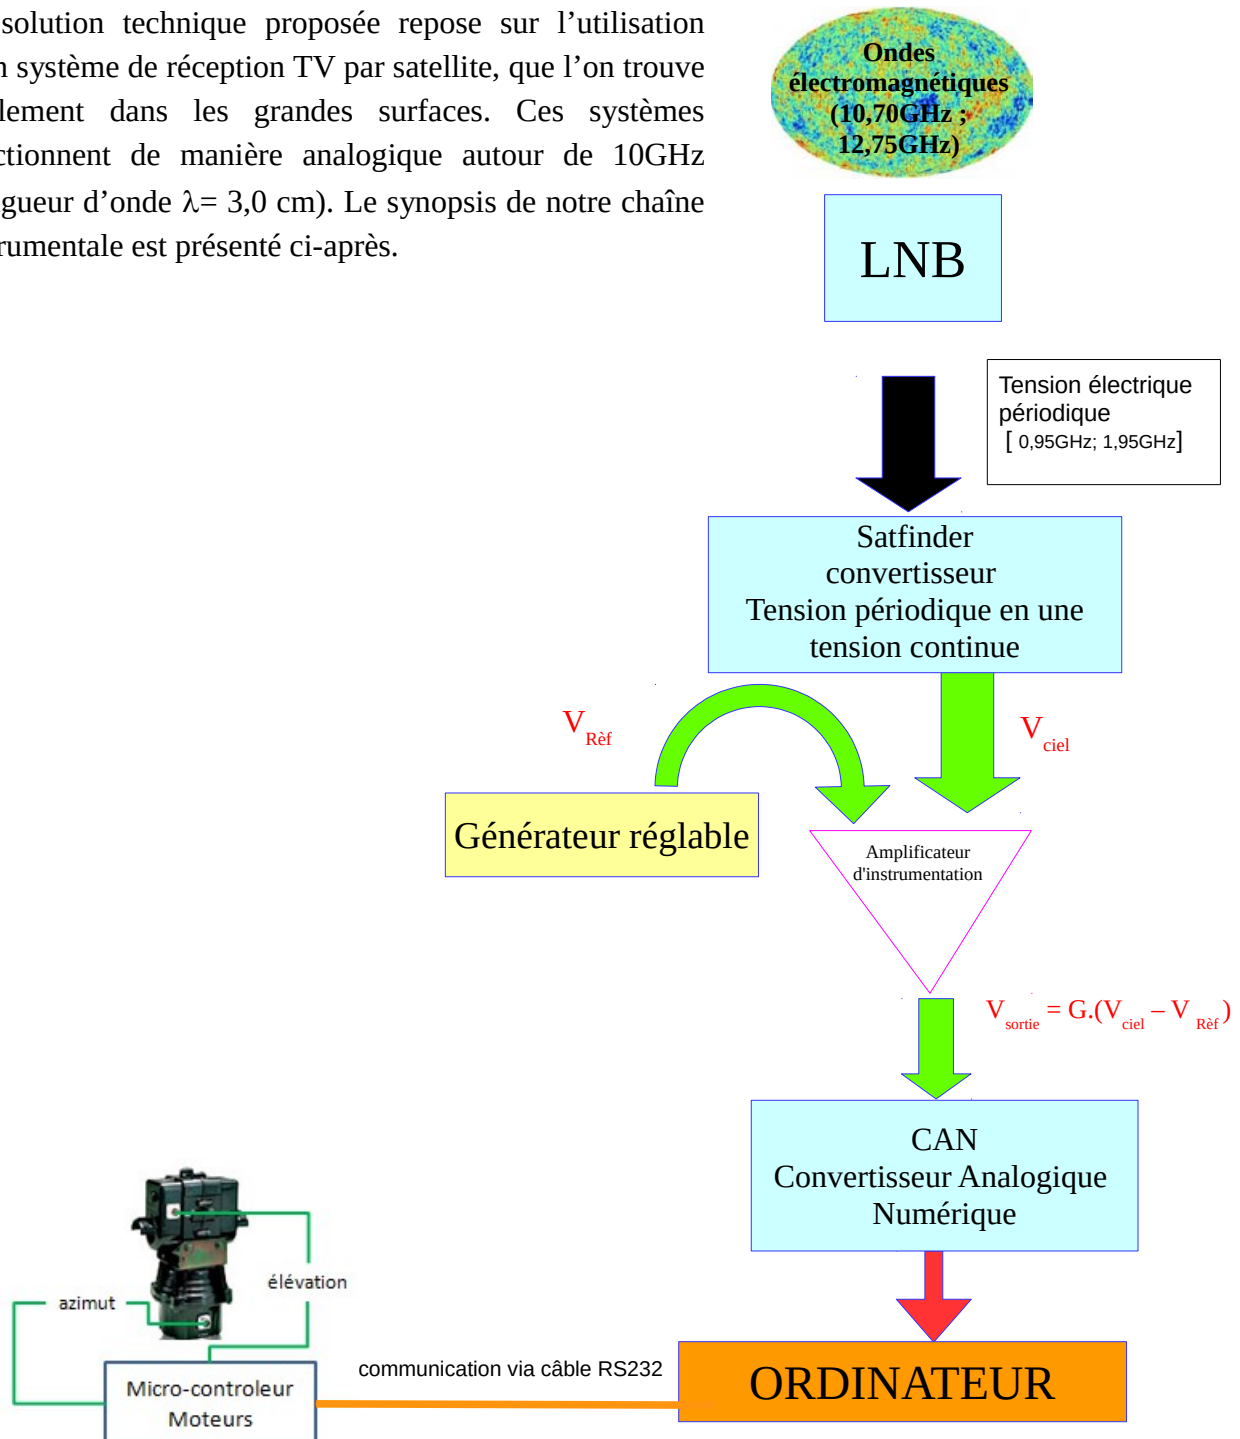 solution technique proposée repose sur l’utilisation
système de réception TV par satellite, que l’on trouve
dans les grandes surfaces. Ces systèmes
de manière analogique autour de 10GHz
d’onde λ= 3,0 cm). Le synopsis de notre chaîne
est présenté ci-après.
Ondes
électromagnétiques
(10,70GHz ;
12,75GHz)
LNB
Tension électrique
périodique
[ 0,95GHz; 1,95GHz]
Satfinder
convertisseur
Tension périodique en une
tension continue
V Rèf
V ciel
Générateur réglable
Amplificateur
d'instrumentation
V sortie = G.(V ciel – V Rèf )
CAN
Convertisseur Analogique
Numérique
élévation
azimut
communication via câble RS232
ORDINATEUR
Micro-controleur
Moteurs